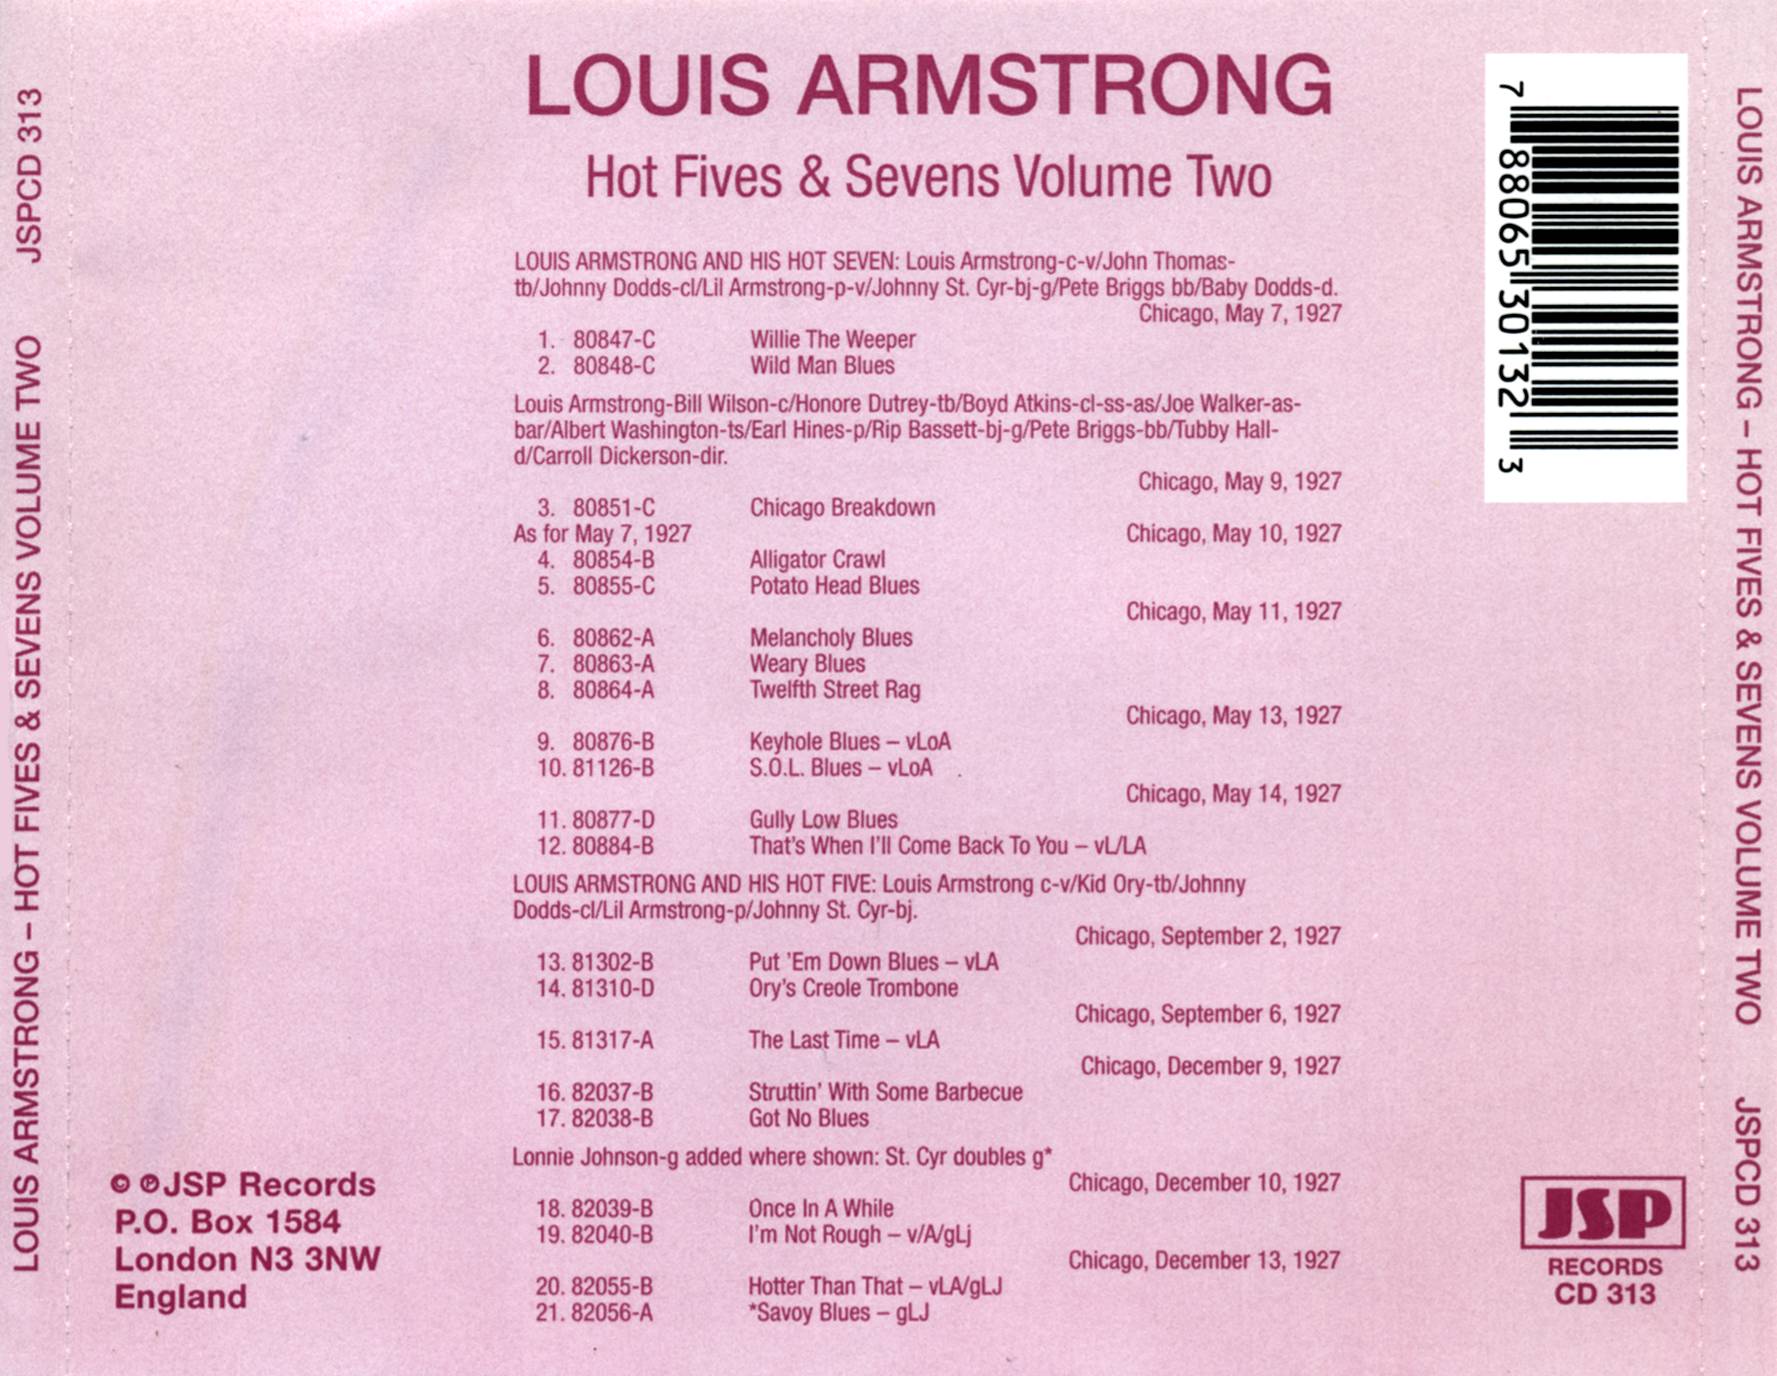 LOUIS ARMSTRONG – HOT FIVES & SEVENS VOLUME TWO JSPCD 313
LOUIS ARMSTRONG
Hot Fives & Sevens Volume Two
LOUIS ARMSTRONG AND HIS HOT SEVEN: Louis Armstrong-c-v/John Thomas-
tb/Johnny Dodds-cl/Lil Armstrong-p-v/Johnny St. Cyr-bj-g/Pete Briggs bb/Baby Dodds-d.
Chicago, May 7, 1927
1. 80847-C Willie The Weeper
2. 80848-C Wild Man Blues
Louis Armstrong-Bill Wilson-c/Honore Dutrey-tb/Boyd Atkins-cl-ss-as/Joe Walker-as-
bar/Albert Washington-ts/Earl Hines-p/Rip Bassett-bj-g/Pete Briggs-bb/Tubby Hall-
d/Carroll Dickerson-dir.
Chicago, May 9, 1927
3. 80851-C Chicago Breakdown
As for May 7, 1927 Chicago, May 10, 1927
4. 80854-B Alligator Crawl
5. 80855-C Potato Head Blues
Chicago, May 11, 1927
6. 80862-A Melancholy Blues
7. 80863-A Weary Blues
8. 80864-A Twelfth Street Rag
Chicago, May 13, 1927
9. 80876-B Keyhole Blues – vLoA
10. 81126-B S.O.L. Blues – vLoA
Chicago, May 14, 1927
11. 80877-D Gully Low Blues
12. 80884-B That's When I'll Come Back To You – vL/LA
LOUIS ARMSTRONG AND HIS HOT FIVE: Louis Armstrong c-v/Kid Ory-tb/Johnny
Dodds-cl/Lil Armstrong-p/Johnny St. Cyr-bj.
Chicago, September 2, 1927
13. 81302-B Put 'Em Down Blues – vLA
14. 81310-D Ory's Creole Trombone
Chicago, September 6, 1927
15. 81317-A The Last Time – vLA
Chicago, December 9, 1927
16. 82037-B Struttin' With Some Barbecue
17. 82038-B Got No Blues
Lonnie Johnson-g added where shown: St. Cyr doubles g*
Chicago, December 10, 1927
18. 82039-B Once In A While
19. 82040-B I'm Not Rough – v/A/gLj
Chicago, December 13, 1927
20. 82055-B Hotter Than That – vLA/gLJ
21. 82056-A *Savoy Blues – gLJ
© ℗JSP Records
P.O. Box 1584
London N3 3NW
England
7 88065 30132 3
JSP
RECORDS
CD 313
LOUIS ARMSTRONG – HOT FIVES & SEVENS VOLUME TWO JSPCD 313